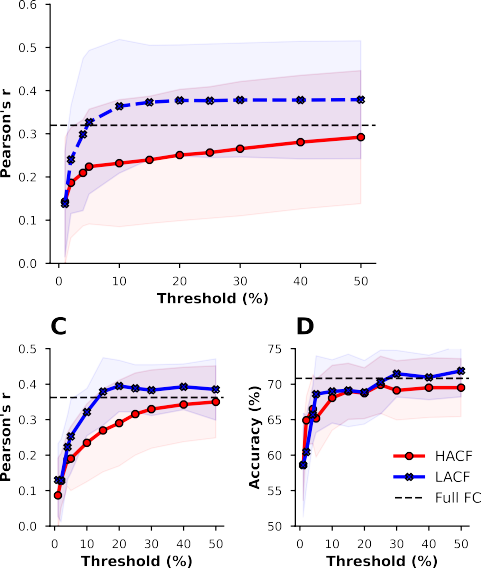 0.6
0.5
0.4
0.3
0.2
0.1
0.0
Pearson's r
0 10 20 30 40 50
Threshold (%)
C
0.5
0.4
0.3
0.2
0.1
0.0
Pearson's r
0 10 20 30 40 50
Threshold (%)
D
75
70
65
60
55
50
Accuracy (%)
HACF
LACF
Full FC
0 10 20 30 40 50
Threshold (%)